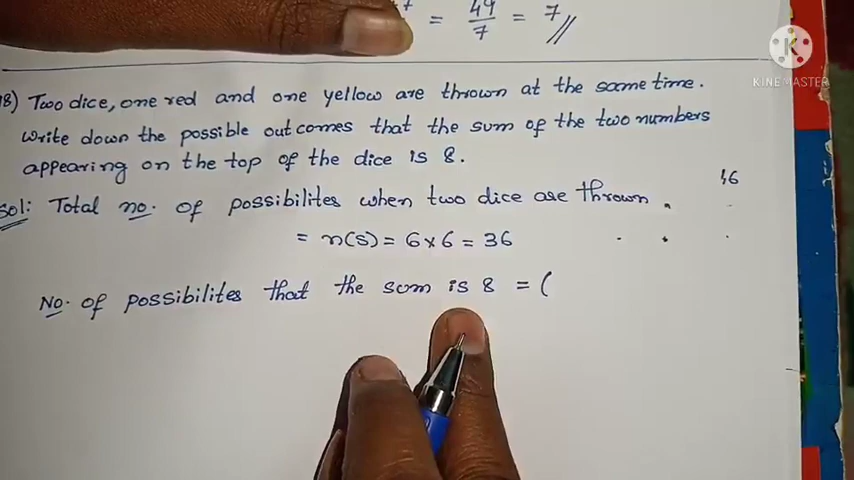 49/7 = 7//
K
KINE MASTER
18) Two dice, one red and one yellow are thrown at the same time.
write down the possible outcomes that the sum of the two numbers
appearing on the top of the dice is 8.
Sol: Total no. of possibilites when two dice are thrown.
= n(S) = 6×6 = 36
No. of possibilites that the sum is 8 = (